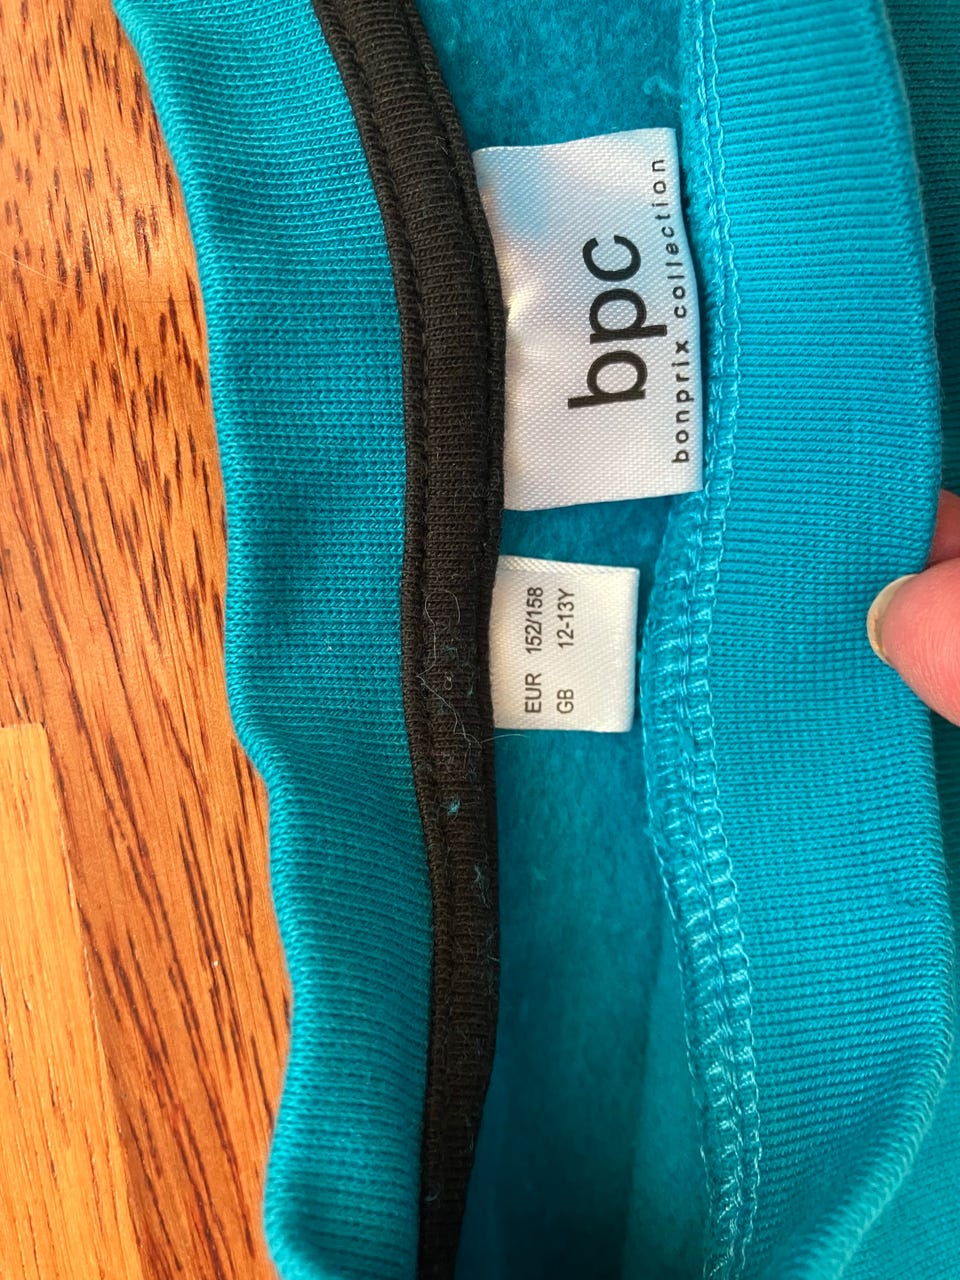 bpc
bonprix collection
EUR 152/158
GB 12-13Y